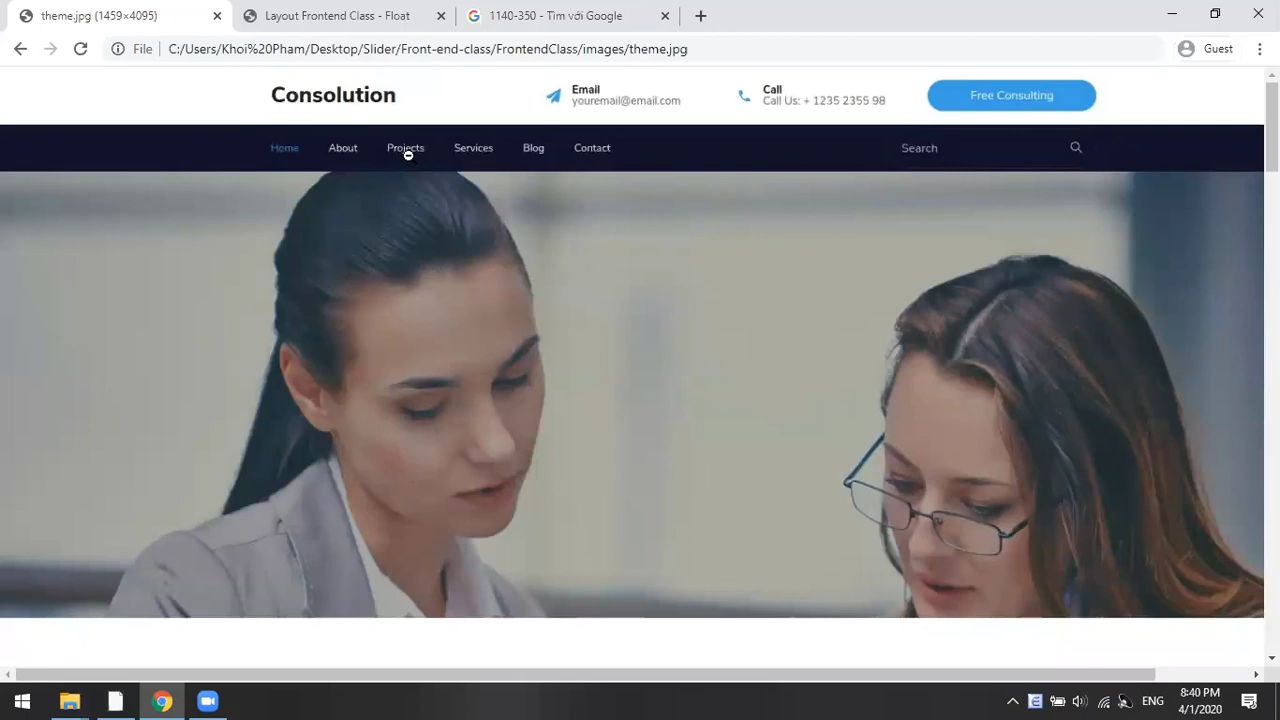 theme.jpg (1459×4095)
Layout Frontend Class - Float
1140-350 - Tìm với Google
File
C:/Users/Khoi%20Pham/Desktop/Slider/Front-end-class/FrontendClass/images/theme.jpg
Guest
Consolution
Email
youremail@email.com
Call
Call Us: + 1235 2355 98
Free Consulting
Home
About
Projects
Services
Blog
Contact
Search
ENG
8:40 PM
4/1/2020